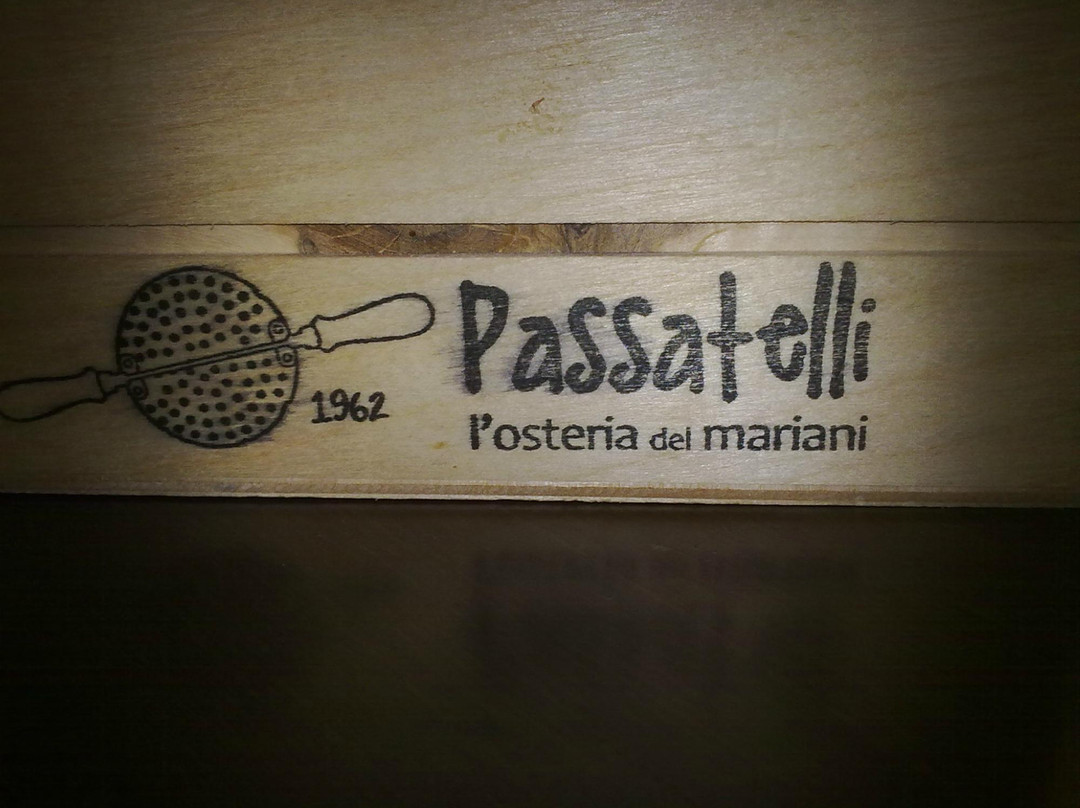 1962
Passatelli
l'osteria del mariani